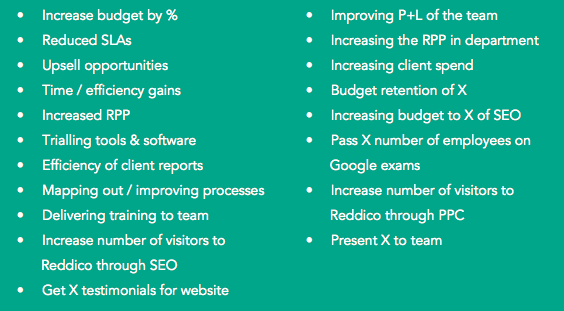 • Increase budget by %
• Reduced SLAs
• Upsell opportunities
• Time / efficiency gains
• Increased RPP
• Trialling tools & software
• Efficiency of client reports
• Mapping out / improving processes
• Delivering training to team
• Increase number of visitors to
Reddico through SEO
• Get X testimonials for website
• Improving P+L of the team
• Increasing the RPP in department
• Increasing client spend
• Budget retention of X
• Increasing budget to X of SEO
• Pass X number of employees on
Google exams
• Increase number of visitors to
Reddico through PPC
• Present X to team